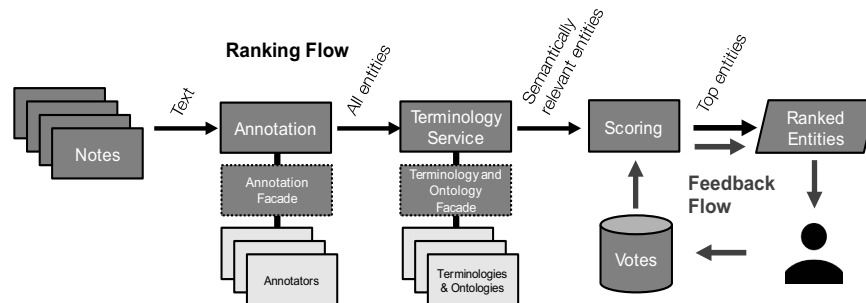 Ranking Flow
Text
All entities
Semantically
relevant entities
Top entities
Notes
Annotation
Terminology
Service
Scoring
Ranked
Entities
Annotation
Facade
Terminology and
Ontology
Facade
Feedback
Flow
Annotators
Terminologies
& Ontologies
Votes